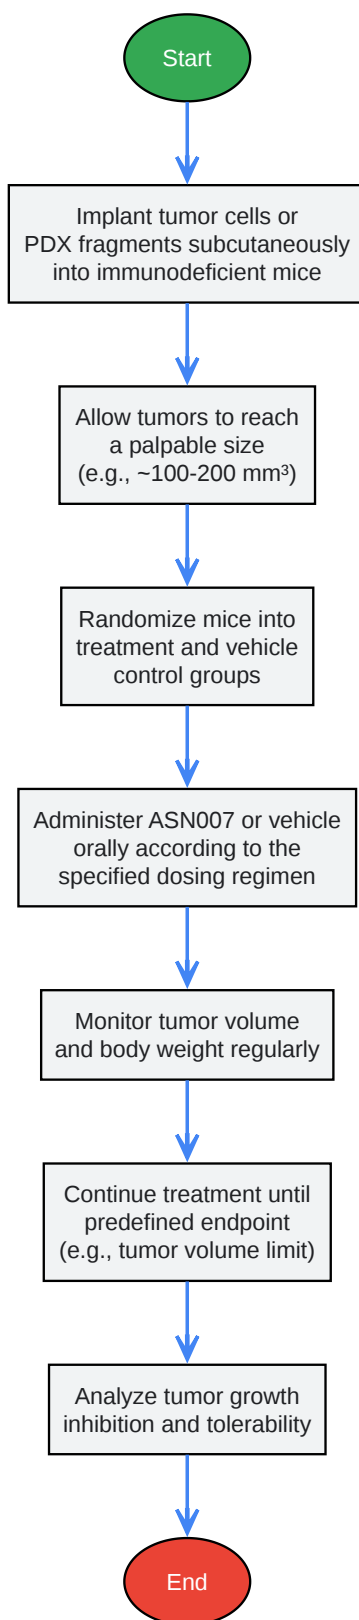 Start
Implant tumor cells or
PDX fragments subcutaneously
into immunodeficient mice
Allow tumors to reach
a palpable size
(e.g., ~100-200 mm³)
Randomize mice into
treatment and vehicle
control groups
Administer ASN007 or vehicle
orally according to the
specified dosing regimen
Monitor tumor volume
and body weight regularly
Continue treatment until
predefined endpoint
(e.g., tumor volume limit)
Analyze tumor growth
inhibition and tolerability
End